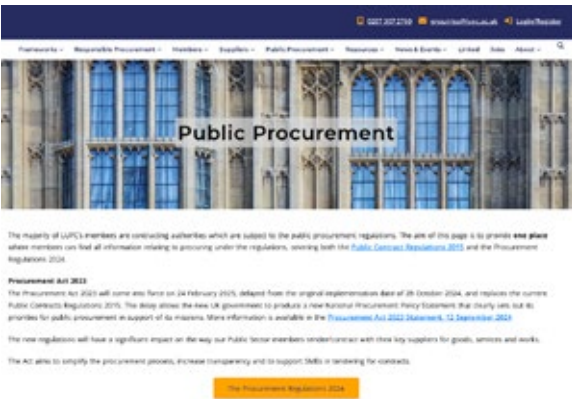 0207 307 2760 enquiries@lupc.ac.uk Login/Register
Frameworks Responsible Procurement Members Suppliers Public Procurement Resources News & Events Linked Jobs About
Public Procurement
The majority of LUPC's members are contracting authorities which are subject to the public procurement regulations. The aim of this page is to provide one place
where members can find all information relating to procuring under the regulations, covering both the Public Contract Regulations 2015 and the Procurement
Regulations 2024.
Procurement Act 2023
The Procurement Act 2023 will come into force on 24 February 2025, delayed from the original implementation date of 28 October 2024, and replaces the current
Public Contracts Regulations 2015. The delay allows the new UK government to produce a new National Procurement Policy Statement that clearly sets out its
priorities for public procurement in support of its missions. More information is available in the Procurement Act 2023 Statement, 12 September 2024
The new regulations will have a significant impact on the way our Public Sector members tender/contract with their key suppliers for goods, services and works.
The Act aims to simplify the procurement process, increase transparency and to support SMEs in tendering for contracts.
The Procurement Regulations 2024